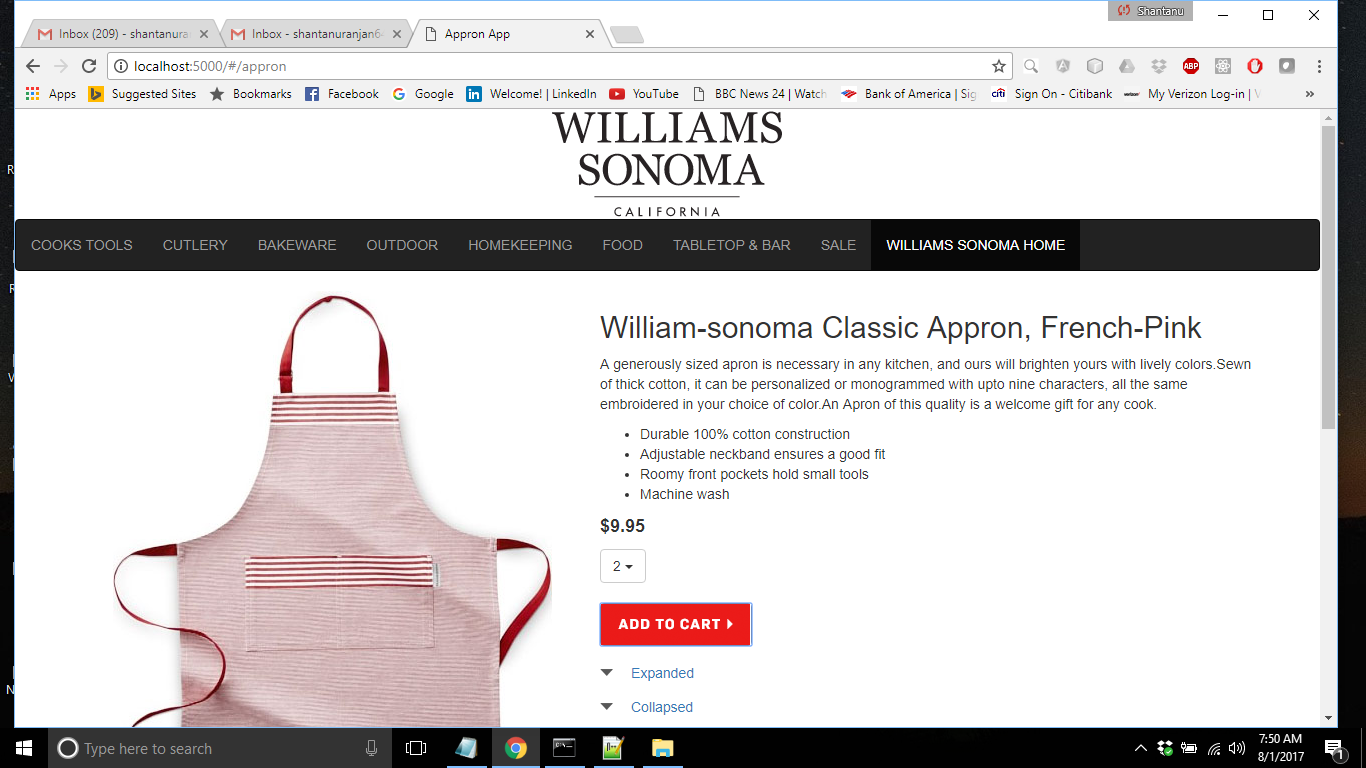 Shantanu
Inbox (209) - shantanura
Inbox - shantanuranjan64
Appron App
localhost:5000/#/appron
ABP
Apps
Suggested Sites
Bookmarks
Facebook
Google
Welcome! | LinkedIn
YouTube
BBC News 24 | Watch
Bank of America | Sig
citi
Sign On - Citibank
My Verizon Log-in | V
WILLIAMS
SONOMA
CALIFORNIA
COOKS TOOLS
CUTLERY
BAKEWARE
OUTDOOR
HOMEKEEPING
FOOD
TABLETOP & BAR
SALE
WILLIAMS SONOMA HOME
William-sonoma Classic Appron, French-Pink
A generously sized apron is necessary in any kitchen, and ours will brighten yours with lively colors.Sewn
of thick cotton, it can be personalized or monogrammed with upto nine characters, all the same
embroidered in your choice of color.An Apron of this quality is a welcome gift for any cook.
Durable 100% cotton construction
Adjustable neckband ensures a good fit
Roomy front pockets hold small tools
Machine wash
$9.95
2
ADD TO CART
Expanded
Collapsed
Type here to search
7:50 AM
8/1/2017
1